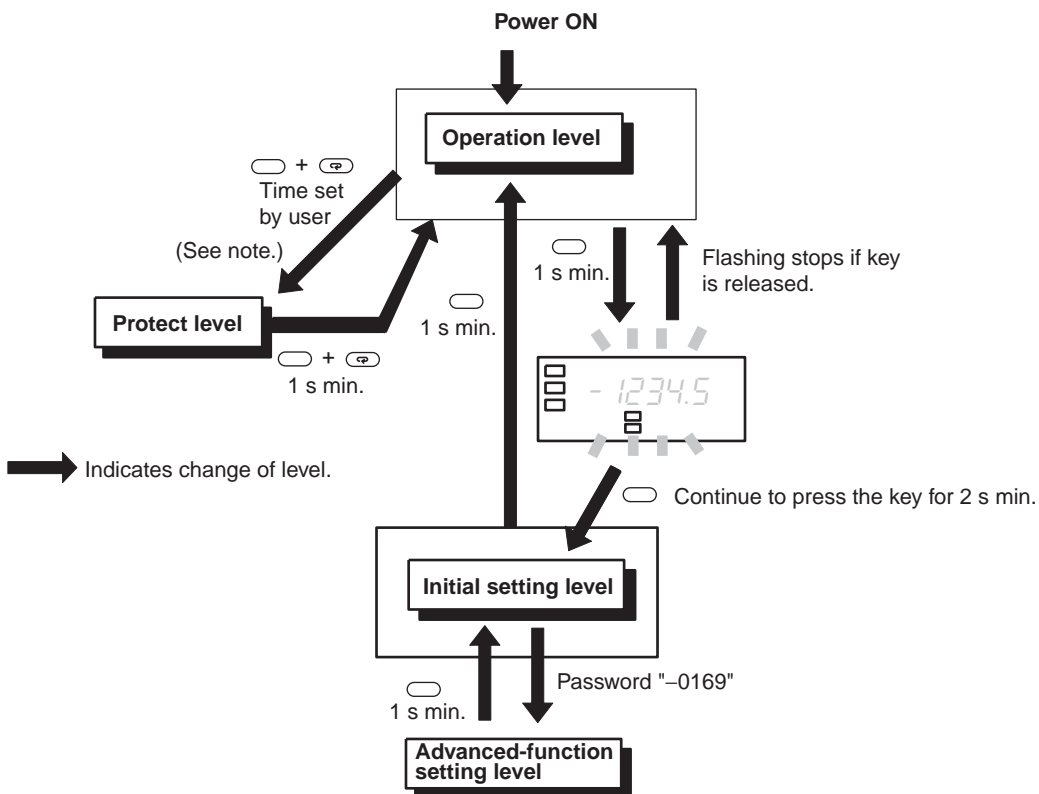 Power ON
Operation level
+
Time set
by user
(See note.)
1 s min.
Flashing stops if key
is released.
Protect level
1 s min.
+
1 s min.
-1234.5
Indicates change of level.
Continue to press the key for 2 s min.
Initial setting level
Password "–0169"
1 s min.
Advanced-function
setting level